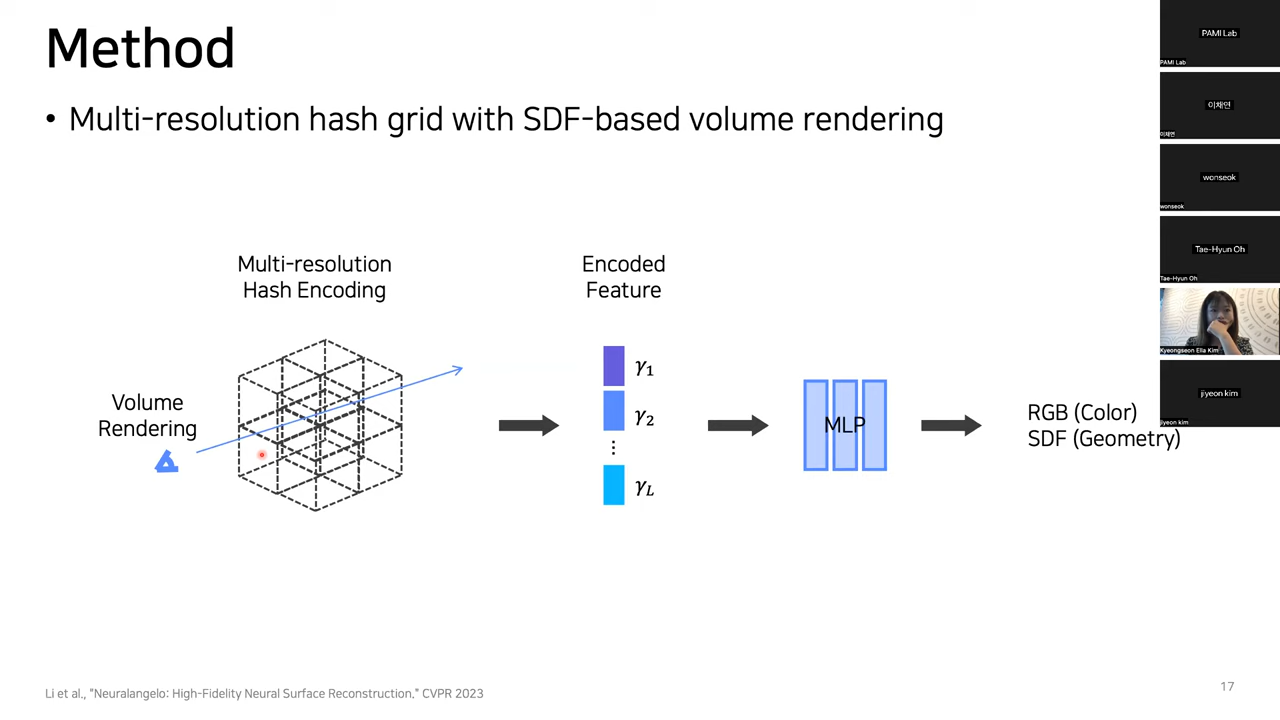 Method
• Multi-resolution hash grid with SDF-based volume rendering
Multi-resolution
Hash Encoding
Encoded
Feature
Volume
Rendering
γ1
γ2
⋮
γL
MLP
RGB (Color)
SDF (Geometry)
Li et al., "Neuralangelo: High-Fidelity Neural Surface Reconstruction," CVPR 2023
17
PAMI Lab
PAMI Lab
이채연
이채연
wonseok
wonseok
Tae-Hyun Oh
Tae-Hyun Oh
Kyeongseon Ella Kim
jiyeon kim
jiyeon kim